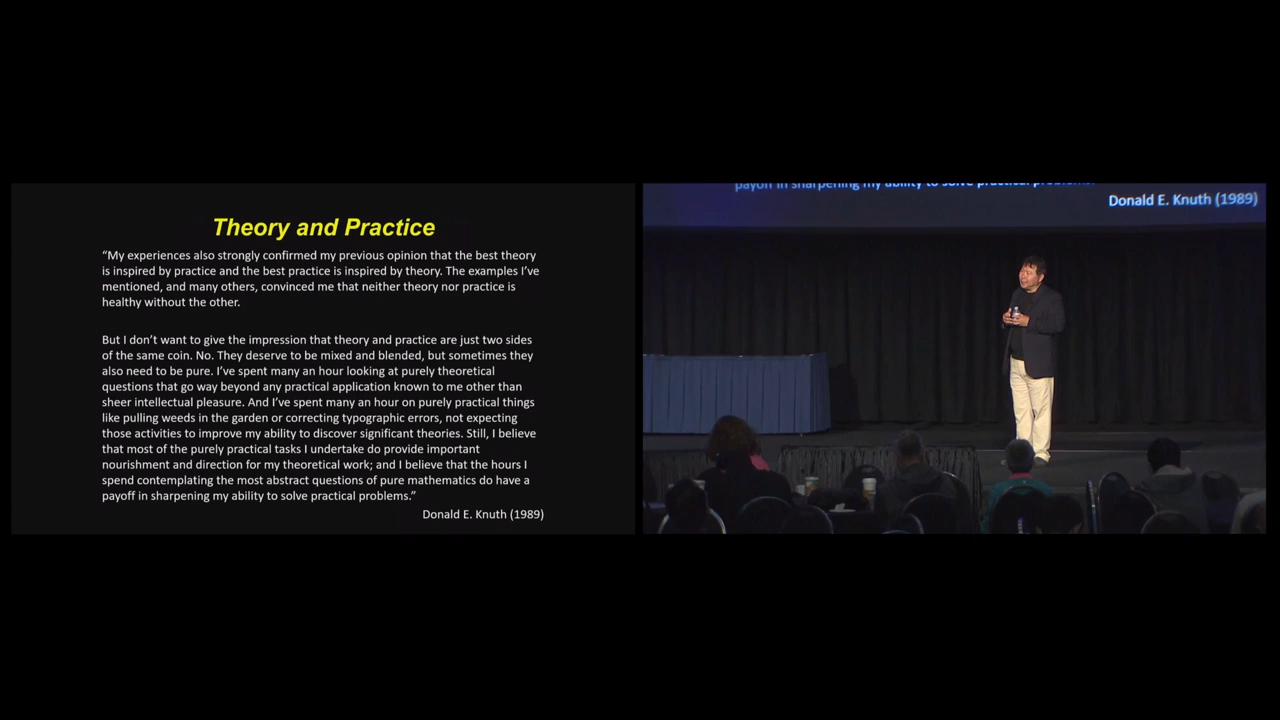 Theory and Practice
“My experiences also strongly confirmed my previous opinion that the best theory
is inspired by practice and the best practice is inspired by theory. The examples I’ve
mentioned, and many others, convinced me that neither theory nor practice is
healthy without the other.
But I don’t want to give the impression that theory and practice are just two sides
of the same coin. No. They deserve to be mixed and blended, but sometimes they
also need to be pure. I’ve spent many an hour looking at purely theoretical
questions that go way beyond any practical application known to me other than
sheer intellectual pleasure. And I’ve spent many an hour on purely practical things
like pulling weeds in the garden or correcting typographic errors, not expecting
those activities to improve my ability to discover significant theories. Still, I believe
that most of the purely practical tasks I undertake do provide important
nourishment and direction for my theoretical work; and I believe that the hours I
spend contemplating the most abstract questions of pure mathematics do have a
payoff in sharpening my ability to solve practical problems.”
Donald E. Knuth (1989)
payoff in sharpening my ability to solve practical problems.
Donald E. Knuth (1989)